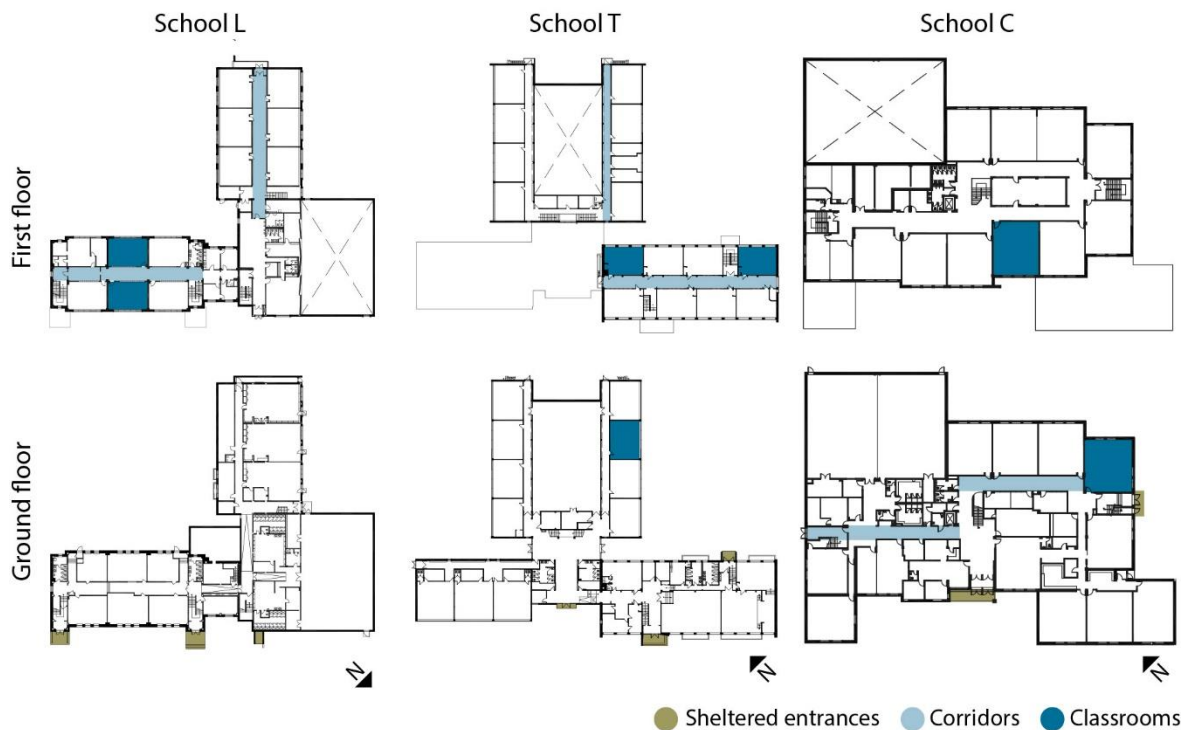 School L
School T
School C
First floor
Ground floor
N
N
N
Sheltered entrances
Corridors
Classrooms